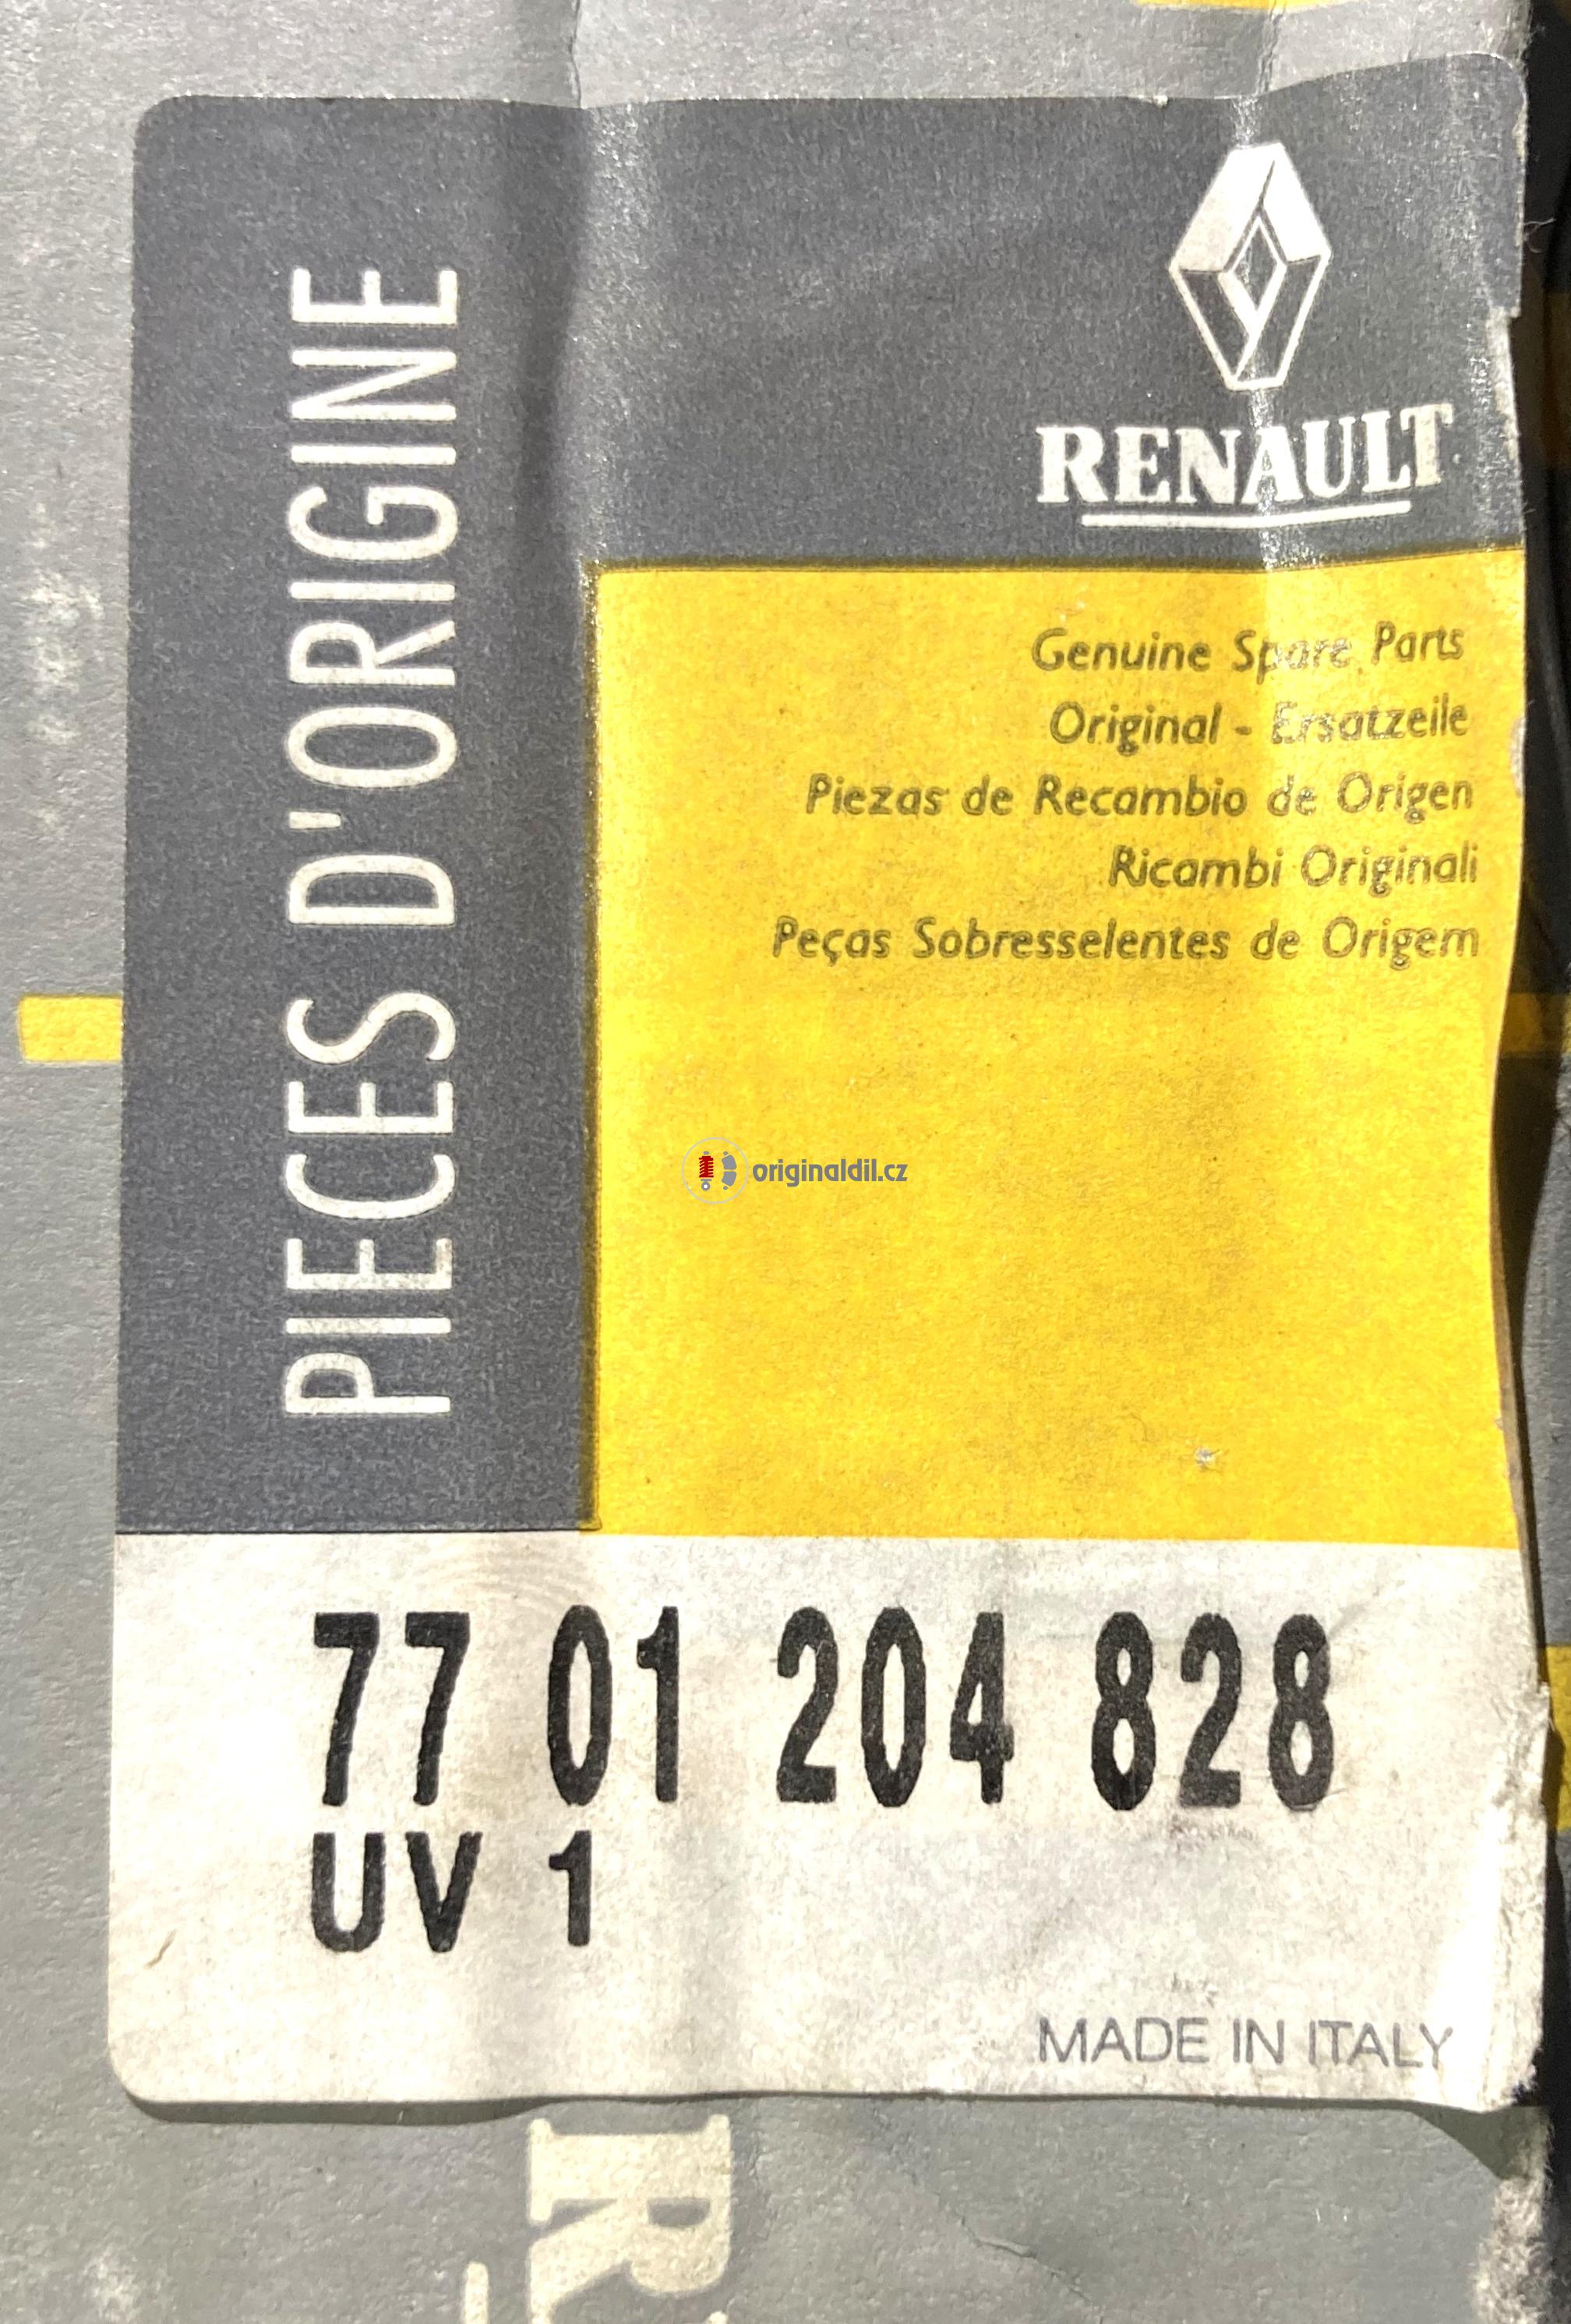 RENAULT
PIECES D'ORIGINE
Genuine Spare Parts
Original - Ersatzeile
Piezas de Recambio de Origen
Ricambi Originali
Peças Sobresselentes de Origem
originaldil.cz
77 01 204 828
UV 1
MADE IN ITALY